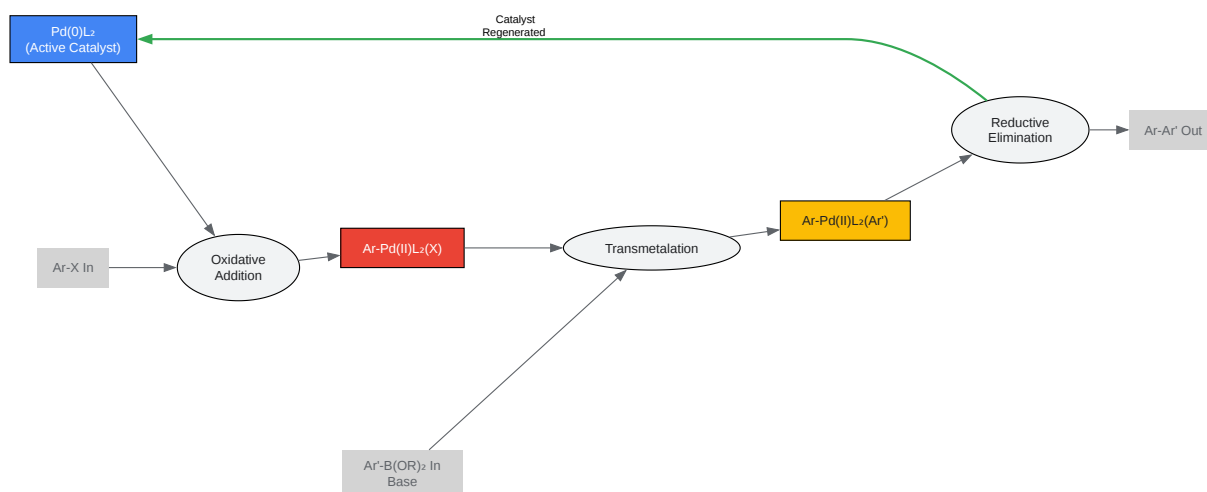 Catalyst
Regenerated
Pd(0)L₂
(Active Catalyst)
Reductive
Elimination
Ar-Ar' Out
Ar-Pd(II)L₂(Ar')
Ar-Pd(II)L₂(X)
Transmetalation
Oxidative
Addition
Ar-X In
Ar'-B(OR)₂ In
Base